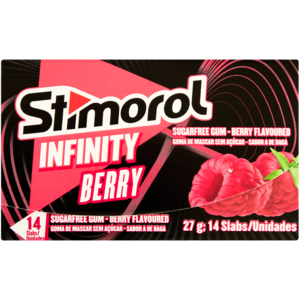 Stimorol
INFINITY
BERRY
SUGARFREE GUM - BERRY FLAVOURED
GOMA DE MASCAR SEM AÇÚCAR - SABOR A DE BAGA
14
Slabs/
Unidades
SUGARFREE GUM - BERRY FLAVOURED
GOMA DE MASCAR SEM AÇÚCAR - SABOR A DE BAGA
27 g; 14 Slabs/Unidades